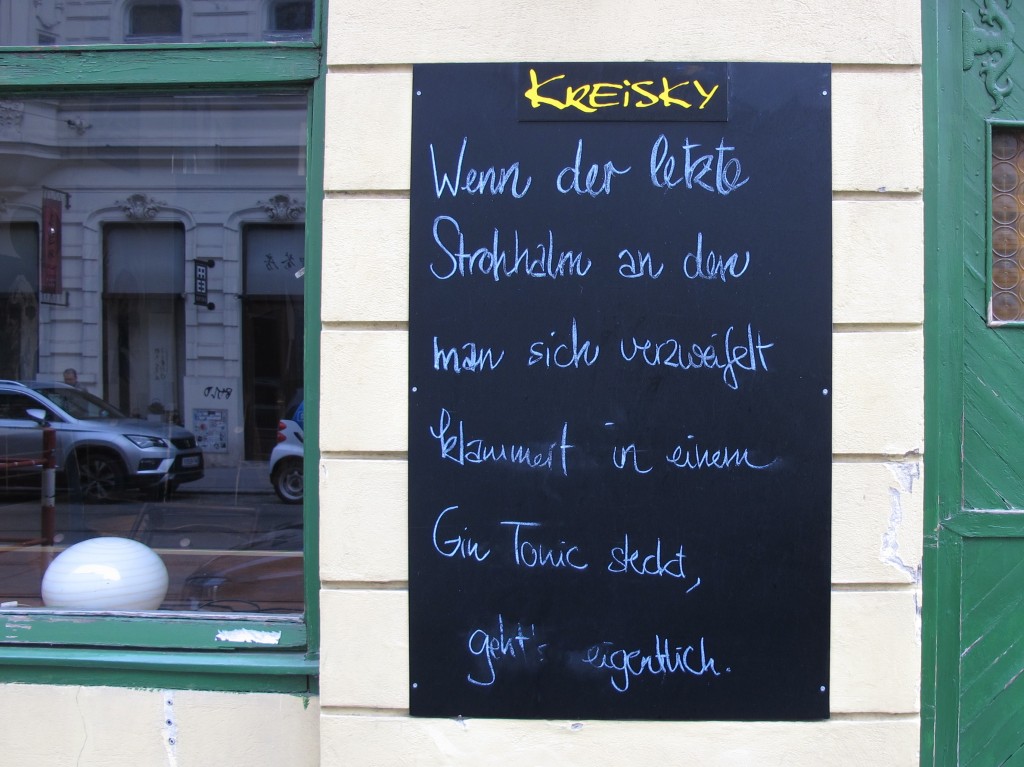 KREiSKY
Wenn der letzte
Strohhalm an dem
man sich verzweifelt
klammert in einem
Gin Tonic steckt,
geht's eigentlich.